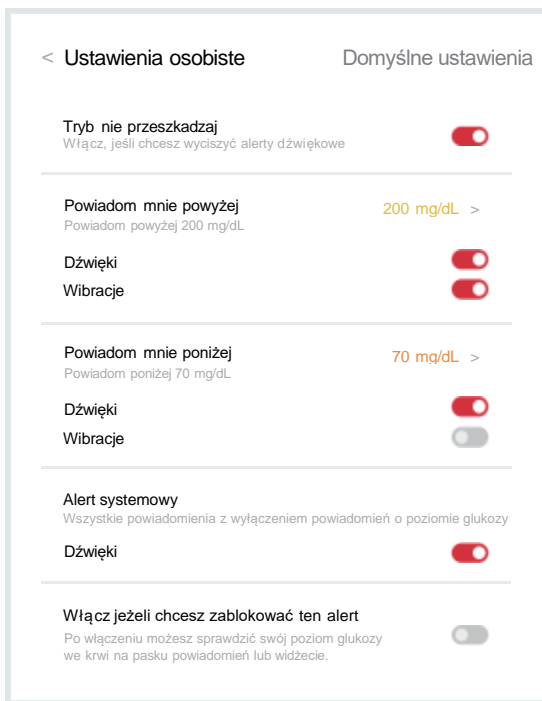 < Ustawienia osobiste Domyślne ustawienia
Tryb nie przeszkadzaj
Włącz, jeśli chcesz wyciszyć alerty dźwiękowe
Powiadom mnie powyżej 200 mg/dL >
Powiadom powyżej 200 mg/dL
Dźwięki
Wibracje
Powiadom mnie poniżej 70 mg/dL >
Powiadom poniżej 70 mg/dL
Dźwięki
Wibracje
Alert systemowy
Wszystkie powiadomienia z wyłączeniem powiadomień o poziomie glukozy
Dźwięki
Włącz jeżeli chcesz zablokować ten alert
Po włączeniu możesz sprawdzić swój poziom glukozy
we krwi na pasku powiadomień lub widżecie.